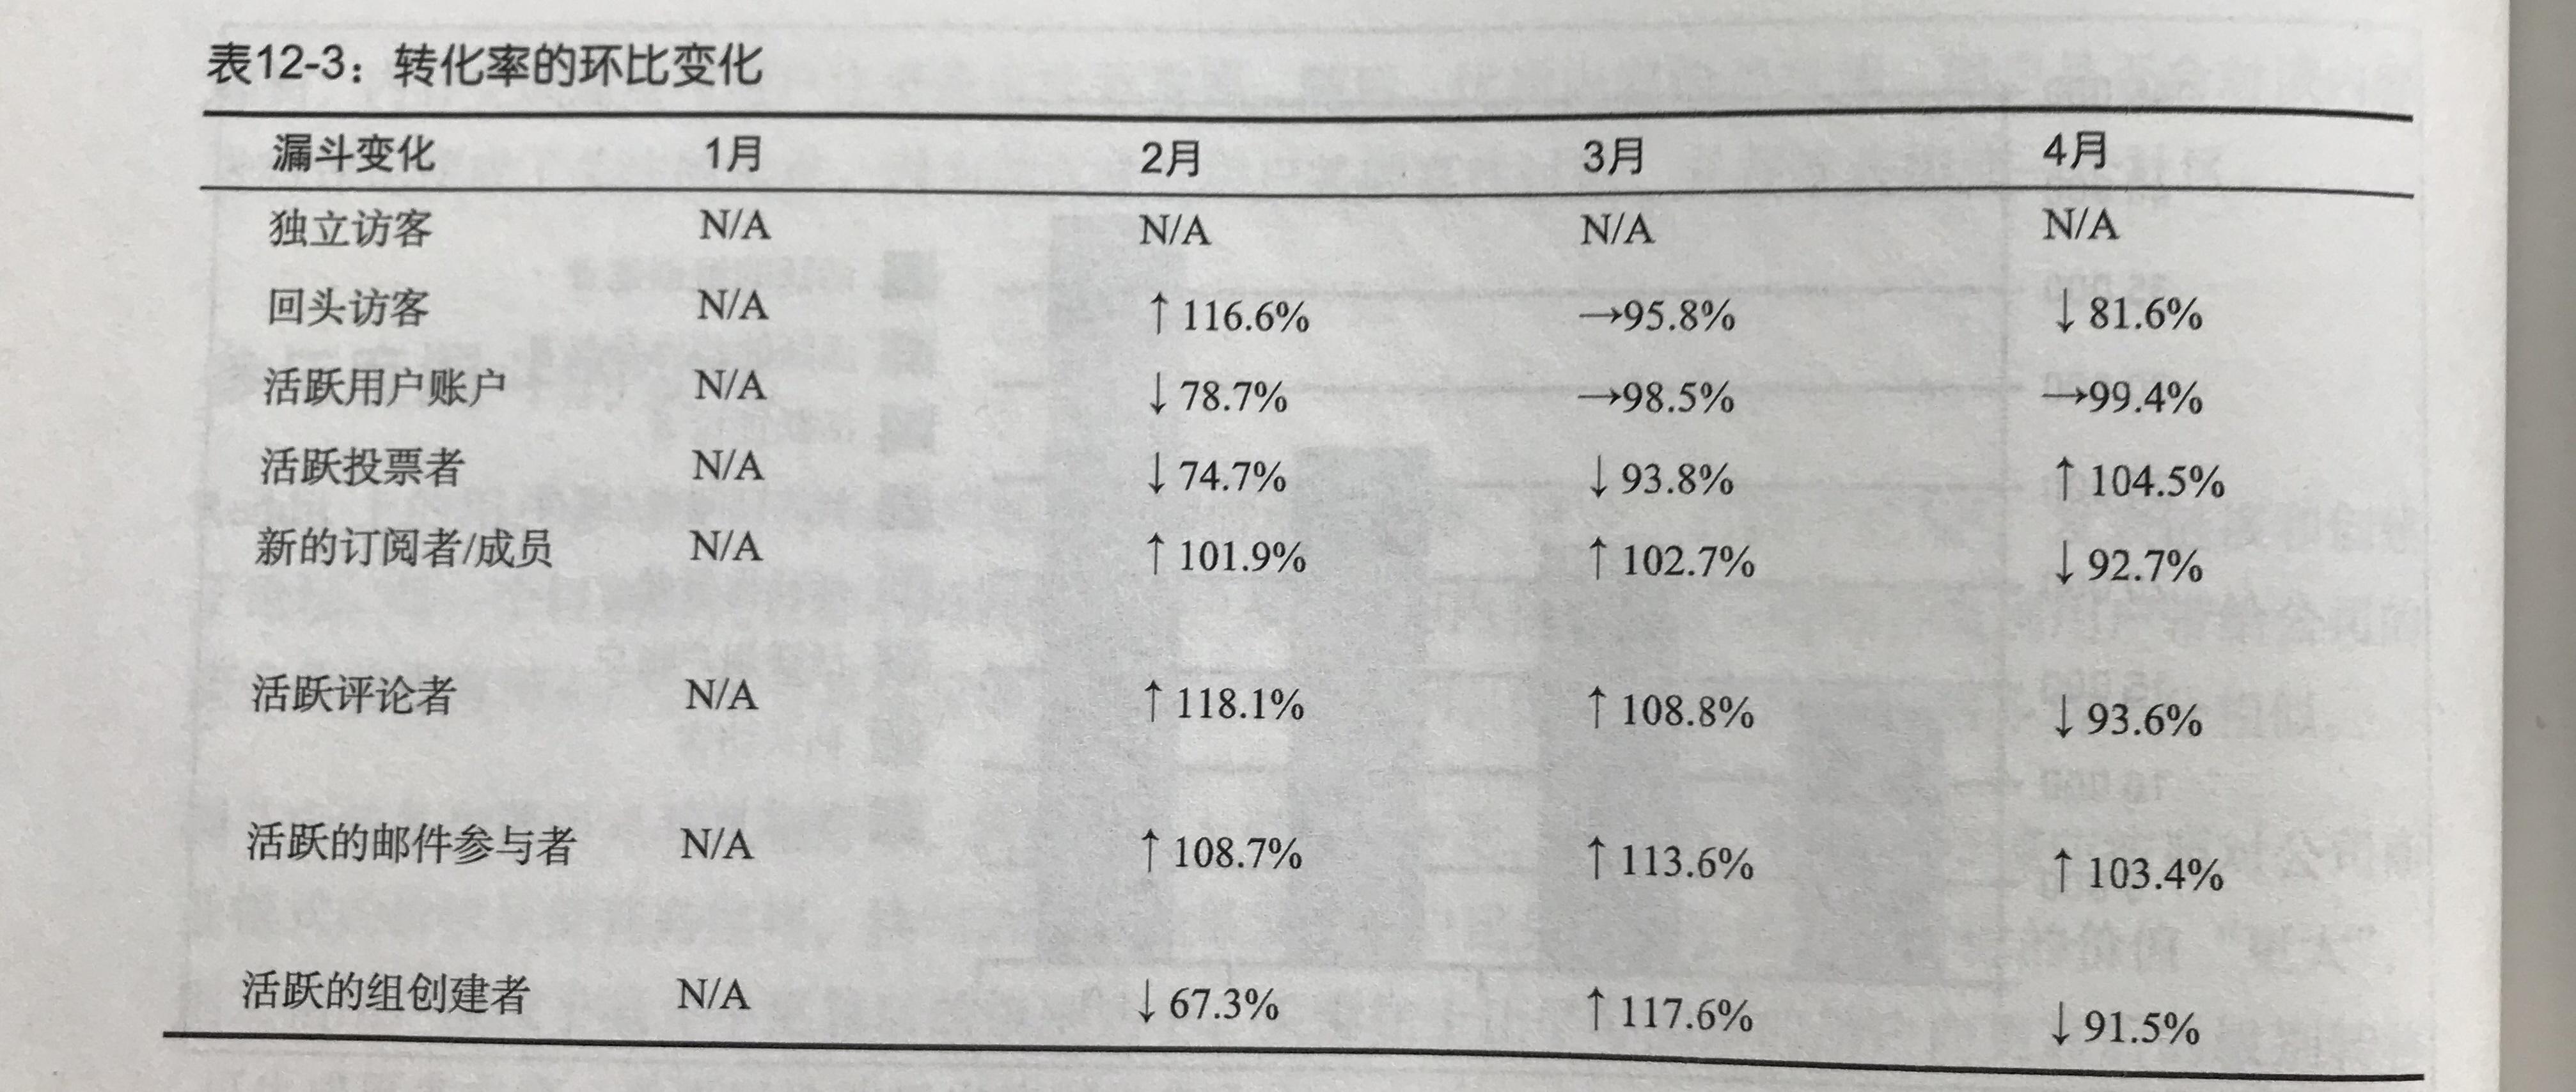 表12-3：转化率的环比变化
漏斗变化 1月 2月 3月 4月
独立访客 N/A N/A N/A N/A
回头访客 N/A ↑116.6% →95.8% ↓81.6%
活跃用户账户 N/A ↓78.7% →98.5% →99.4%
活跃投票者 N/A ↓74.7% ↓93.8% ↑104.5%
新的订阅者/成员 N/A ↑101.9% ↑102.7% ↓92.7%
活跃评论者 N/A ↑118.1% ↑108.8% ↓93.6%
活跃的邮件参与者 N/A ↑108.7% ↑113.6% ↑103.4%
活跃的组创建者 N/A ↓67.3% ↑117.6% ↓91.5%